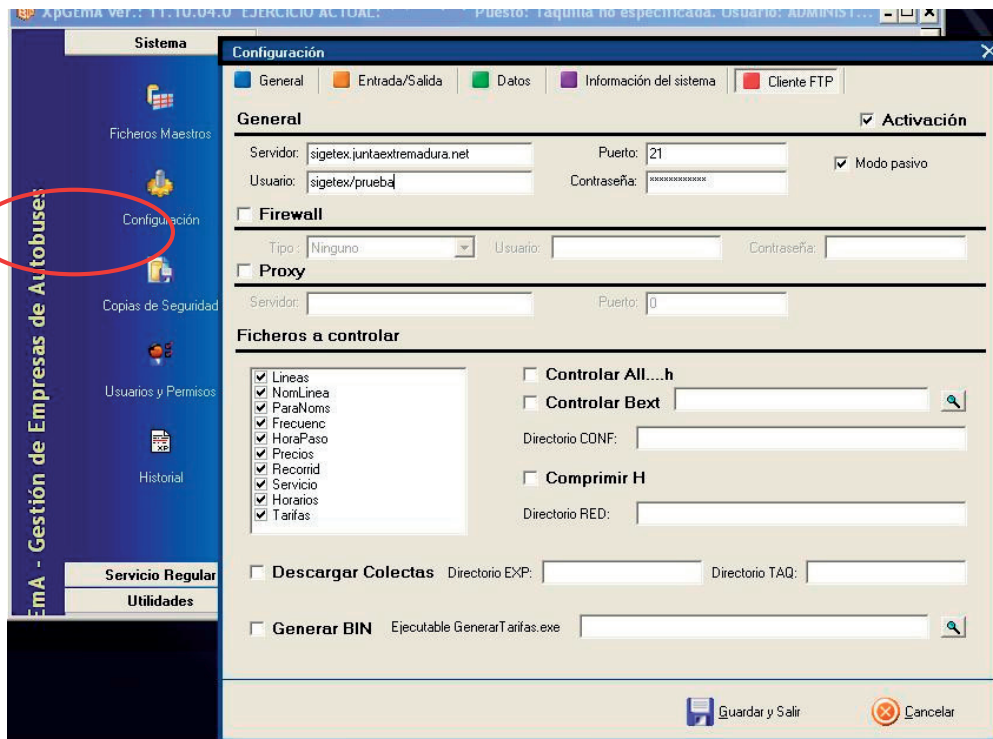 XpGEmA Ver.: 11.10.04.0 EJERCICIO ACTUAL: Puesto: Taquilla no especificada. Usuario: ADMINIST...
Sistema
Ficheros Maestros
Configuración
Copias de Seguridad
Usuarios y Permisos
Historial
Servicio Regular
Utilidades
EmA - Gestión de Empresas de Autobuses
Configuración
General Entrada/Salida Datos Información del sistema Cliente FTP
General Activación
Servidor: sigetex.juntaextremadura.net Puerto: 21 Modo pasivo
Usuario: sigetex/prueba Contraseña: ************
Firewall
Tipo: Ninguno Usuario: Contraseña:
Proxy
Servidor: Puerto: 0
Ficheros a controlar
Lineas
NomLinea
ParaNoms
Frecuenc
HoraPaso
Precios
Recorrid
Servicio
Horarios
Tarifas
Controlar All....h
Controlar Bext
Directorio CONF:
Comprimir H
Directorio RED:
Descargar Colectas Directorio EXP: Directorio TAQ:
Generar BIN Ejecutable GenerarTarifas.exe
Guardar y Salir Cancelar